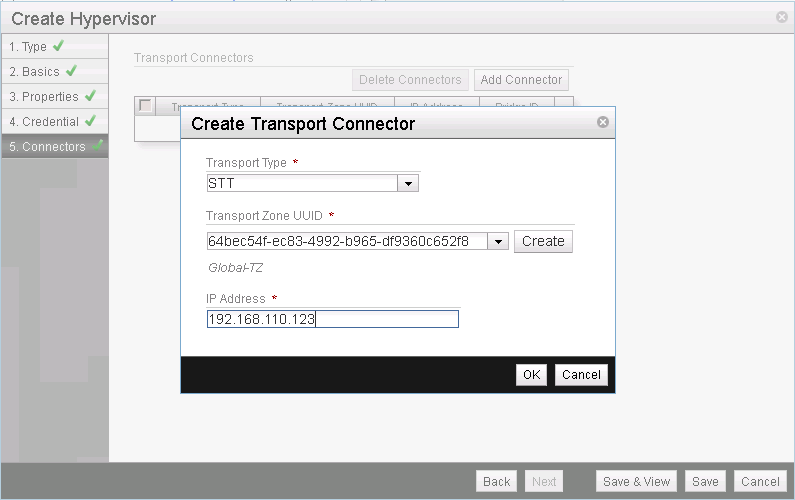 Create Hypervisor
1. Type
2. Basics
3. Properties
4. Credential
5. Connectors
Transport Connectors
Delete Connectors Add Connector
Transport Type Transport Zone UUID IP Address Bridge ID
Create Transport Connector
Transport Type *
STT
Transport Zone UUID *
64bec54f-ec83-4992-b965-df9360c652f8 Create
Global-TZ
IP Address *
192.168.110.123
OK Cancel
Back Next Save & View Save Cancel